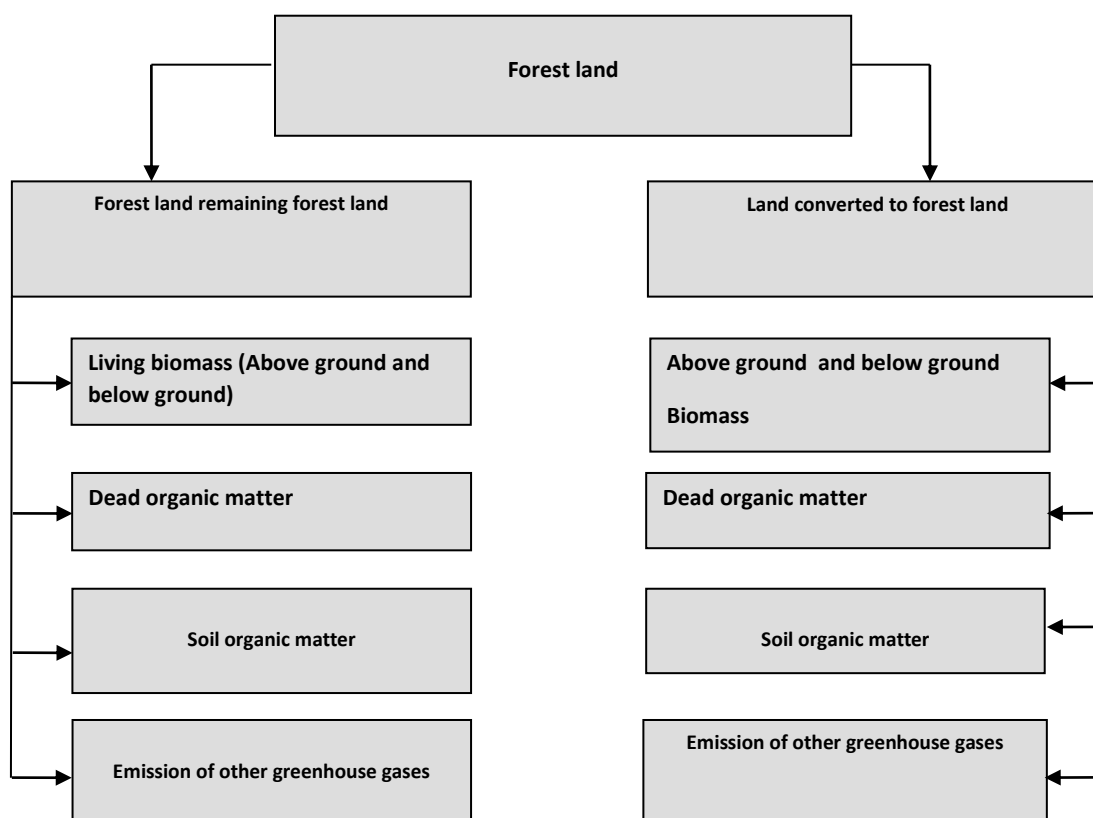 Forest land
Forest land remaining forest land
Land converted to forest land
Living biomass (Above ground and
below ground)
Above ground  and below ground
Biomass
Dead organic matter
Dead organic matter
Soil organic matter
Soil organic matter
Emission of other greenhouse gases
Emission of other greenhouse gases